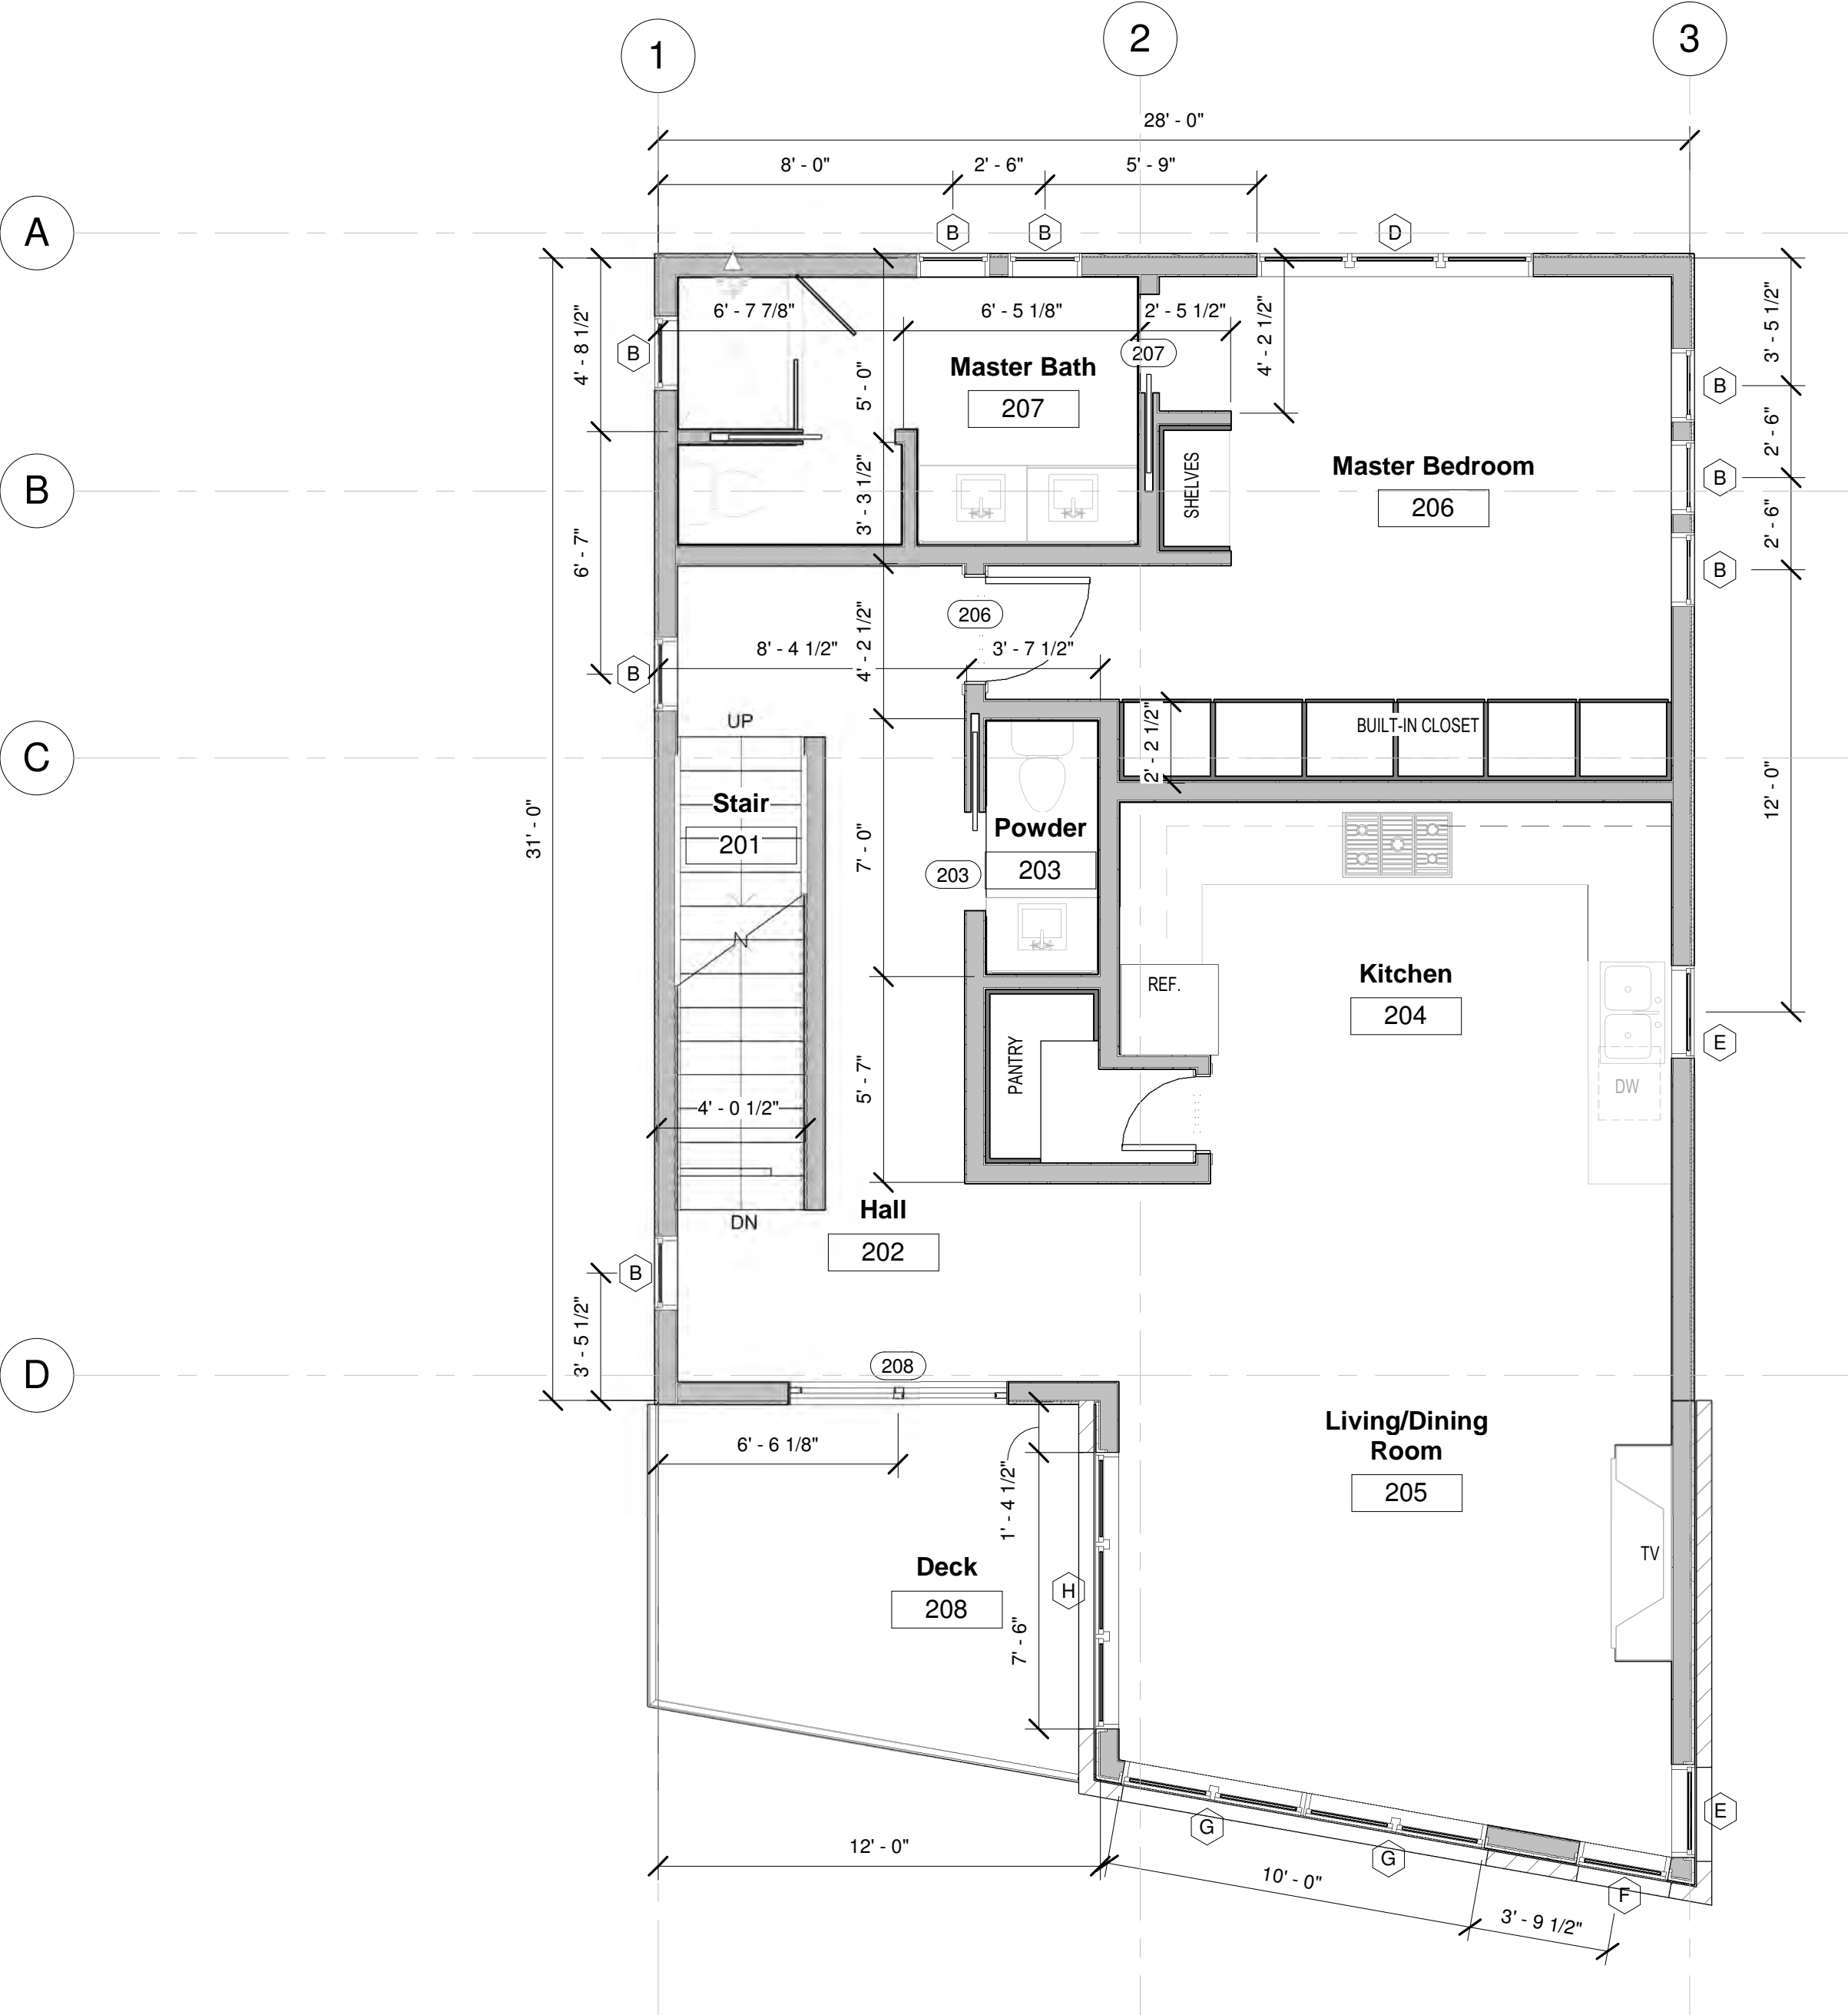 1
2
3
28' - 0"
8' - 0"
2' - 6"
5' - 9"
A
B
B
D
6' - 7 7/8"
6' - 5 1/8"
2' - 5 1/2"
4' - 8 1/2"
3' - 5 1/2"
B
207
4' - 2 1/2"
Master Bath
207
5' - 0"
B
2' - 6"
Master Bedroom
206
B
B
SHELVES
3' - 3 1/2"
6' - 7"
2' - 6"
B
206
4' - 2 1/2"
8' - 4 1/2"
3' - 7 1/2"
B
UP
BUILT-IN CLOSET
2' - 2 1/2"
C
12' - 0"
Stair
201
31' - 0"
Powder
203
7' - 0"
203
N
Kitchen
204
REF.
E
PANTRY
5' - 7"
DW
4' - 0 1/2"
DN
Hall
202
B
3' - 5 1/2"
D
208
Living/Dining
Room
205
6' - 6 1/8"
1' - 4 1/2"
TV
Deck
208
H
7' - 6"
E
G
G
12' - 0"
10' - 0"
F
3' - 9 1/2"